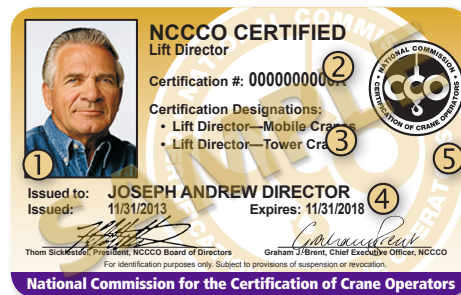 NCCCO CERTIFIED
Lift Director
Certification #: 000000000
2
Certification Designations:
• Lift Director—Mobile
• Lift Director—Tower
3
NATIONAL COMMISSION
CCO
CERTIFICATION OF CRANE OPERATORS
1
5
SAMPLE
Issued to: JOSEPH ANDREW DIRECTOR
4
Issued: 11/31/2013 Expires: 11/31/2018
Thom Sicklesteel, President, NCCCO Board of Directors
Graham J. Brent, Chief Executive Officer, NCCCO
For identification purposes only. Subject to provisions of suspension or revocation.
National Commission for the Certification of Crane Operators